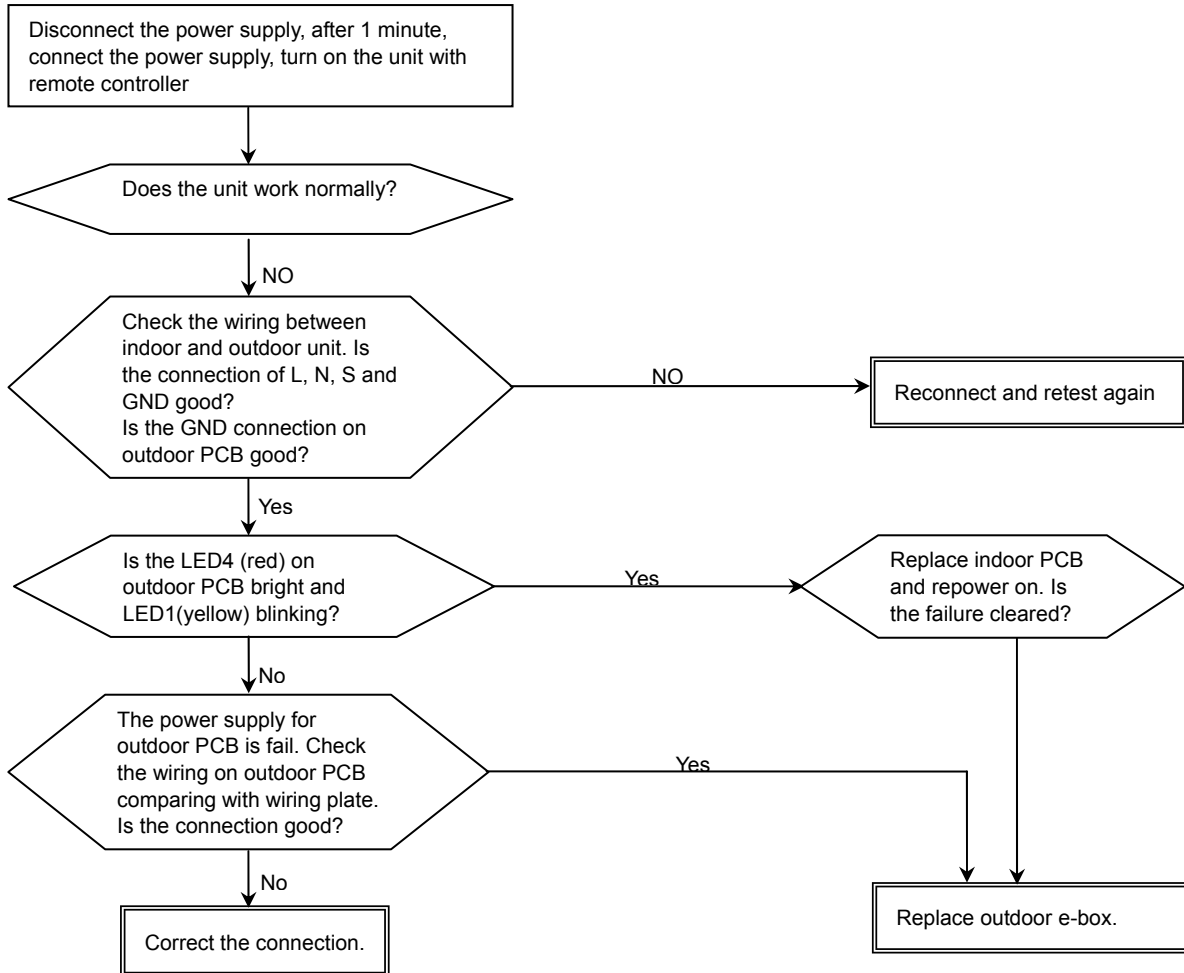 Disconnect the power supply, after 1 minute,
connect the power supply, turn on the unit with
remote controller
Does the unit work normally?
NO
Check the wiring between
indoor and outdoor unit. Is
the connection of L, N, S and
GND good?
Is the GND connection on
outdoor PCB good?
NO
Reconnect and retest again
Yes
Is the LED4 (red) on
outdoor PCB bright and
LED1(yellow) blinking?
Yes
Replace indoor PCB
and repower on. Is
the failure cleared?
No
The power supply for
outdoor PCB is fail. Check
the wiring on outdoor PCB
comparing with wiring plate.
Is the connection good?
Yes
No
Correct the connection.
Replace outdoor e-box.